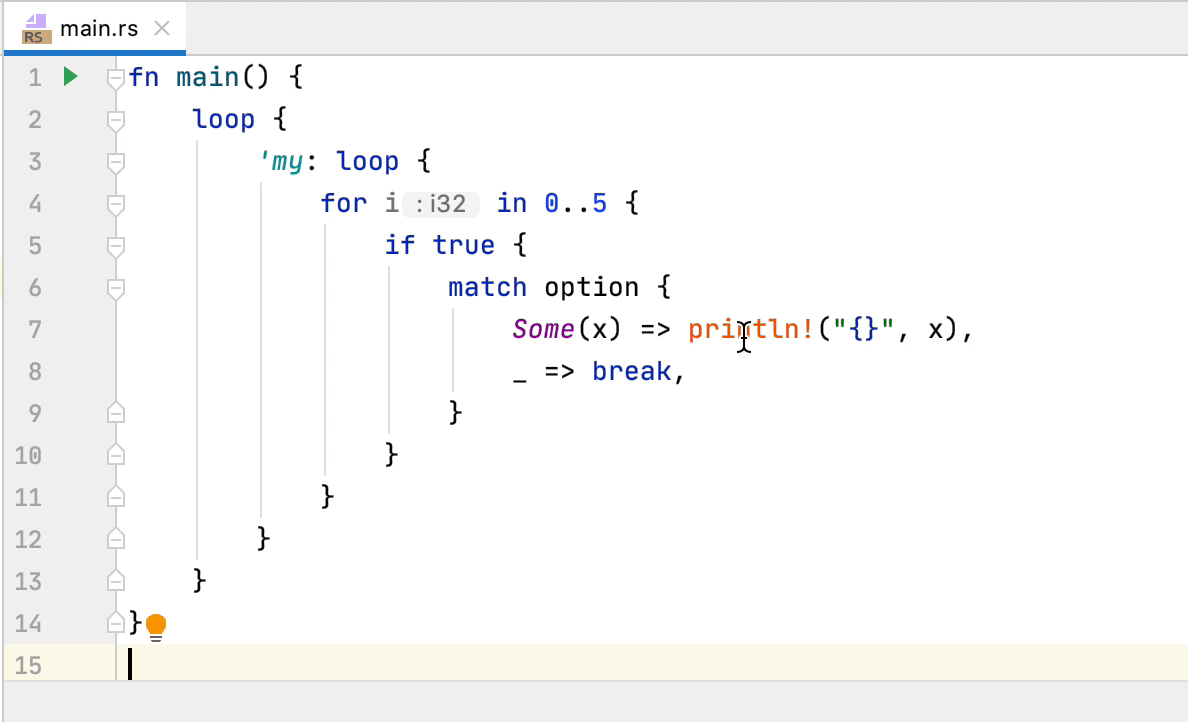 RS main.rs
1 fn main() {
2 loop {
3 'my: loop {
4 for i : i32 in 0..5 {
5 if true {
6 match option {
7 Some(x) => println!("{}", x),
8 _ => break,
9 }
10 }
11 }
12 }
13 }
14 }
15